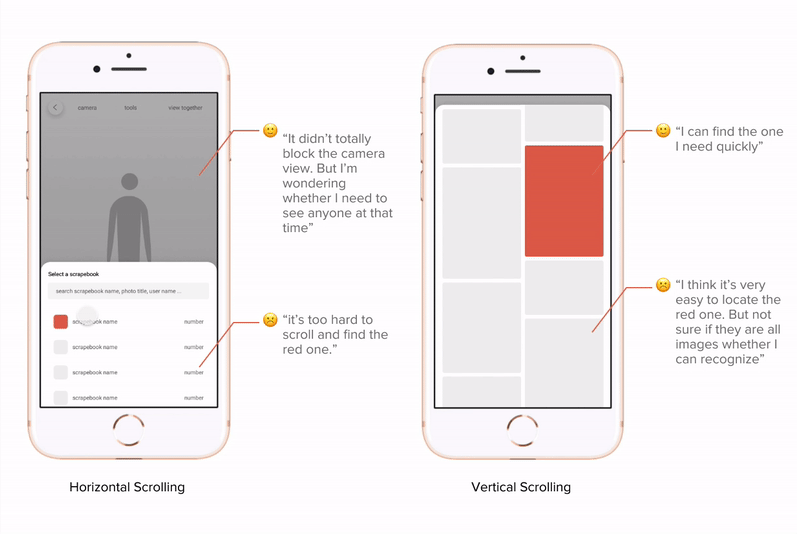 camera
tools
view together
Select a scrapebook
search scrapebook name, photo title, user name ...
scrapebook name number
scrapebook name number
scrapebook name number
scrapebook name number
“It didn’t totally
block the camera
view. But I’m
wondering
whether I need to
see anyone at that
time”
“it’s too hard to
scroll and find the
red one.”
Horizontal Scrolling
“I can find the one
I need quickly”
“I think it’s very
easy to locate the
red one. But not
sure if they are all
images whether I
can recognize”
Vertical Scrolling